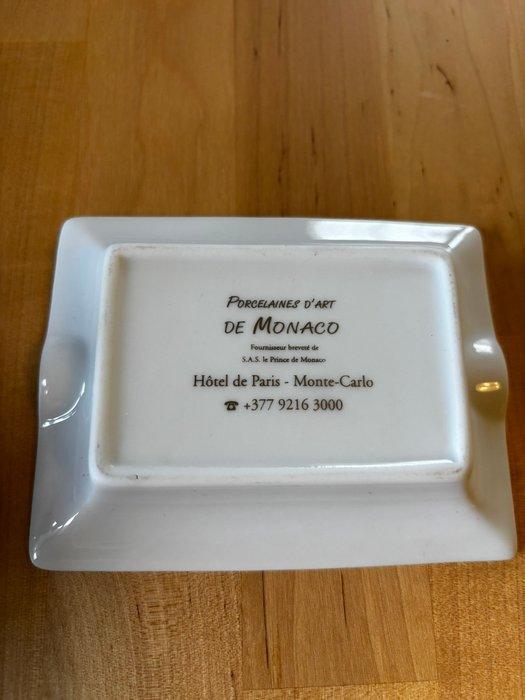 PORCELAINES D'ART
DE MONACO
Fournisseur breveté de
S.A.S. le Prince de Monaco
Hôtel de Paris - Monte-Carlo
☎ +377 9216 3000